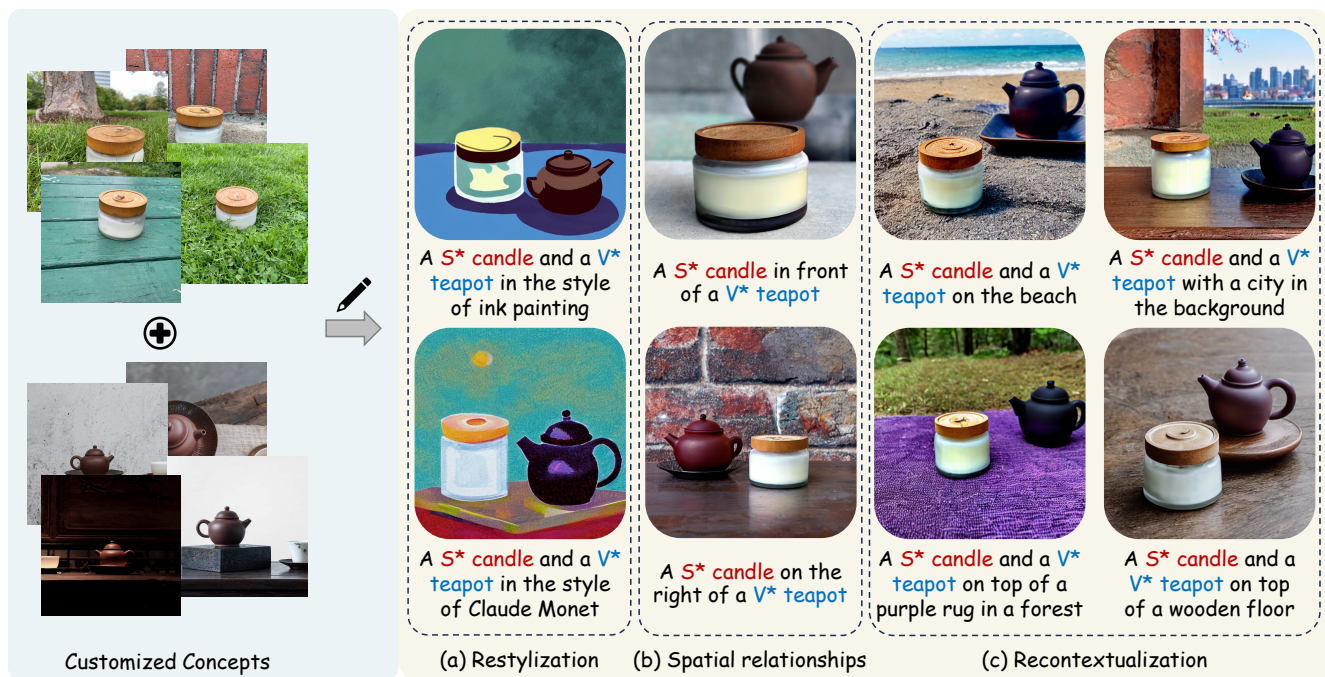 A S* candle and a V*
teapot in the style
of ink painting
A S* candle in front
of a V* teapot
A S* candle and a V*
teapot on the beach
A S* candle and a V*
teapot with a city in
the background
A S* candle and a V*
teapot in the style
of Claude Monet
A S* candle on the
right of a V* teapot
A S* candle and a V*
teapot on top of a
purple rug in a forest
A S* candle and a
V* teapot on top
of a wooden floor
Customized Concepts
(a) Restylization
(b) Spatial relationships
(c) Recontextualization